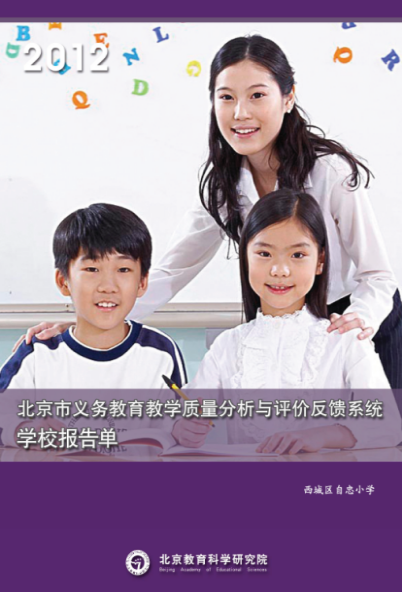 2012
北京市义务教育教学质量分析与评价反馈系统
学校报告单
西城区自忠小学
北京教育科学研究院
Beijing Academy of Educational Sciences